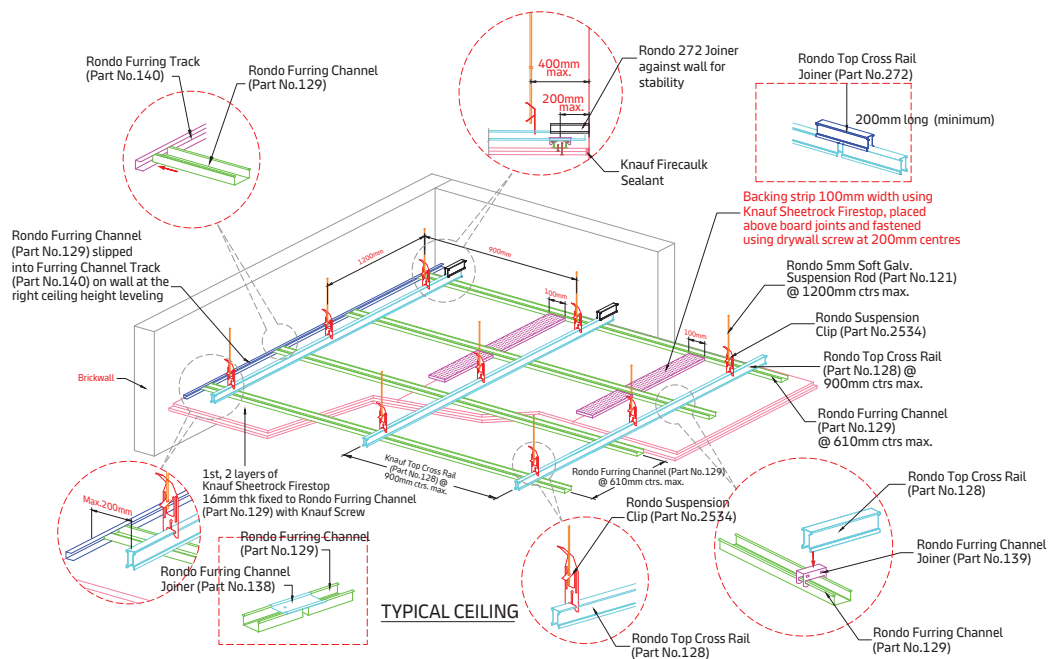 Rondo Furring Track
(Part No.140)
Rondo Furring Channel
(Part No.129)
400mm
max.
200mm
max.
Rondo 272 Joiner
against wall for
stability
Knauf Firecaulk
Sealant
Rondo Top Cross Rail
Joiner (Part No.272)
200mm long (minimum)
Backing strip 100mm width using
Knauf Sheetrock Firestop, placed
above board joints and fastened
using drywall screw at 200mm centres
Rondo Furring Channel
(Part No.129) slipped
into Furring Channel Track
(Part No.140) on wall at the
right ceiling height leveling
1200mm
900mm
100mm
100mm
Rondo 5mm Soft Galv.
Suspension Rod (Part No.121)
@ 1200mm ctrs max.
Rondo Suspension
Clip (Part No.2534)
Rondo Top Cross Rail
(Part No.128) @
900mm ctrs max.
Rondo Furring Channel
(Part No.129)
@ 610mm ctrs max.
Brickwall
1st, 2 layers of
Knauf Sheetrock Firestop
16mm thk fixed to Rondo Furring Channel
(Part No.129) with Knauf Screw
Knauf Top Cross Rail
(Part No.128) @
900mm ctrs. max.
Rondo Furring Channel (Part No.129)
@ 610mm ctrs. max.
Max.200mm
Rondo Furring Channel
(Part No.129)
Rondo Furring Channel
Joiner (Part No.138)
TYPICAL CEILING
Rondo Suspension
Clip (Part No.2534)
Rondo Top Cross Rail
(Part No.128)
Rondo Top Cross Rail
(Part No.128)
Rondo Furring Channel
Joiner (Part No.139)
Rondo Furring Channel
(Part No.129)